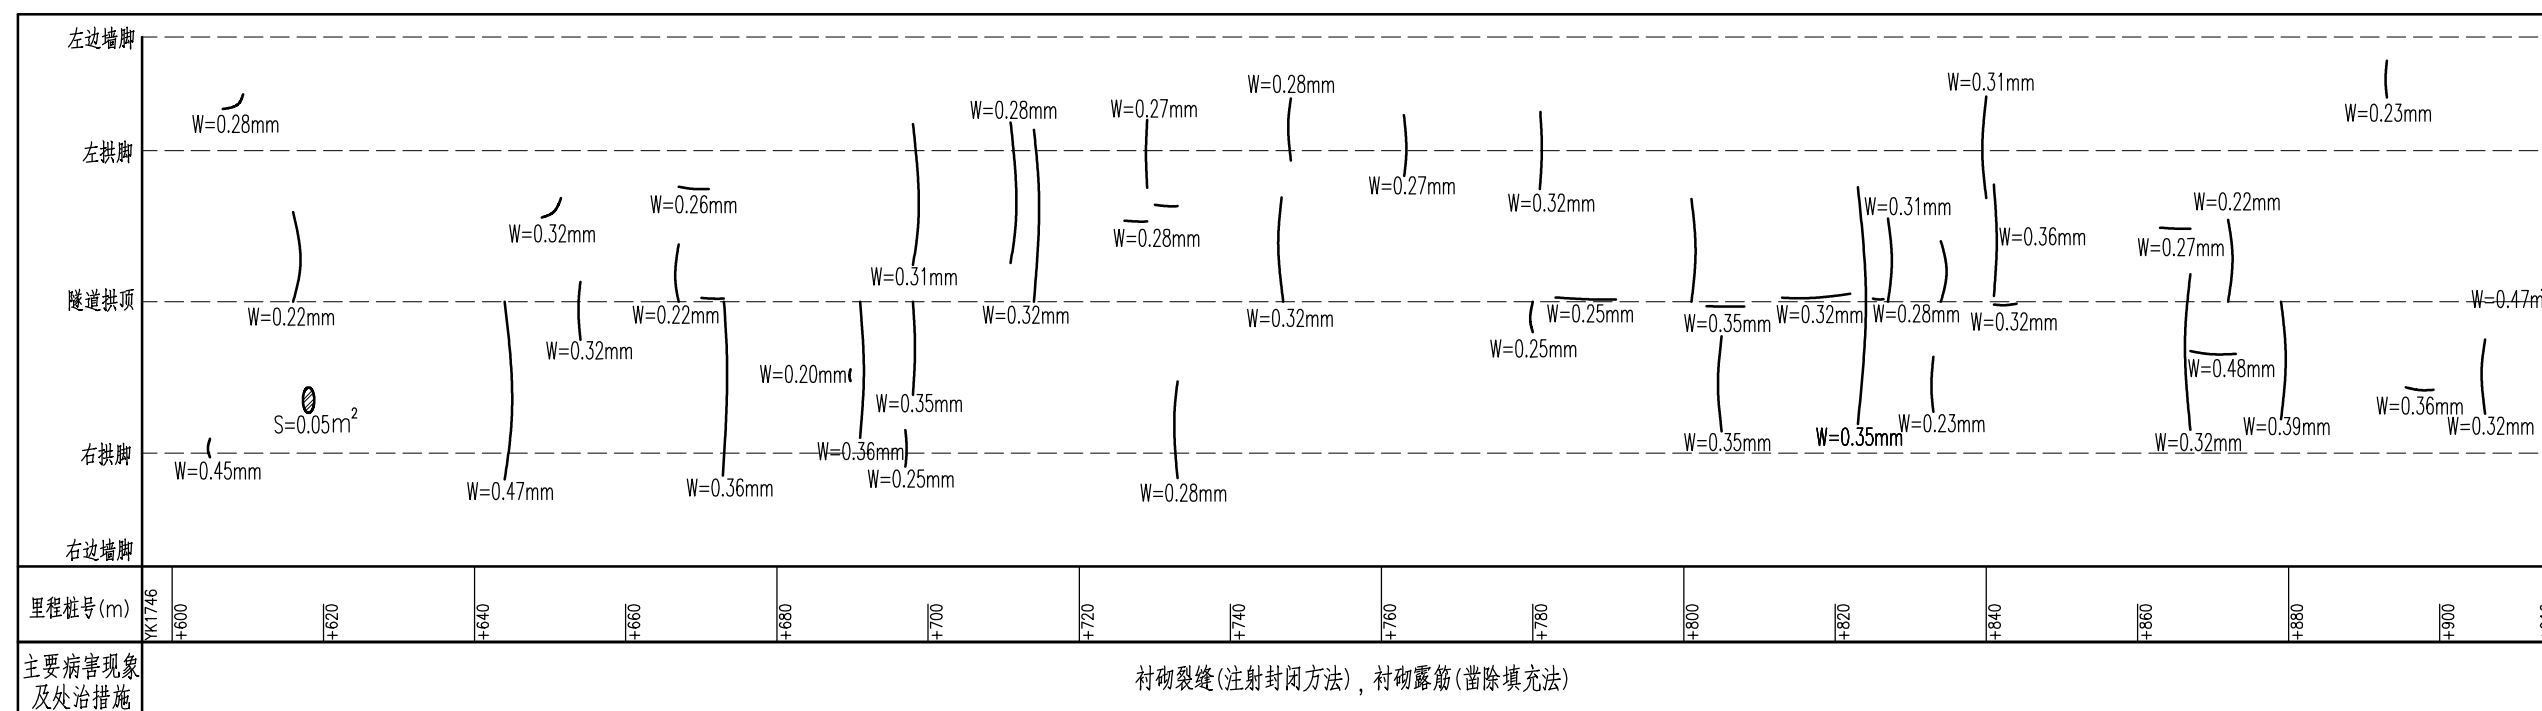 左边墙脚
W=0.28mm
W=0.31mm
W=0.28mm
W=0.27mm
W=0.23mm
W=0.28mm
左拱脚
W=0.27mm
W=0.26mm
W=0.32mm
W=0.22mm
W=0.31mm
W=0.32mm
W=0.28mm
W=0.36mm
W=0.27mm
W=0.31mm
隧道拱顶
W=0.47m
W=0.22mm
W=0.22mm
W=0.32mm
W=0.32mm
W=0.25mm
W=0.35mm
W=0.32mm
W=0.28mm
W=0.32mm
W=0.32mm
W=0.25mm
W=0.20mm
W=0.48mm
W=0.35mm
W=0.36mm
S=0.05m²
W=0.23mm
W=0.39mm
W=0.32mm
W=0.35mm
W=0.35mm
W=0.32mm
右拱脚
W=0.36mm
W=0.45mm
W=0.25mm
W=0.47mm
W=0.36mm
W=0.28mm
右边墙脚
里程桩号(m)
YK1746
+600
+620
+640
+660
+680
+700
+720
+740
+760
+780
+800
+820
+840
+860
+880
+900
主要病害现象
及处治措施
衬砌裂缝(注射封闭方法)，衬砌露筋(凿除填充法)